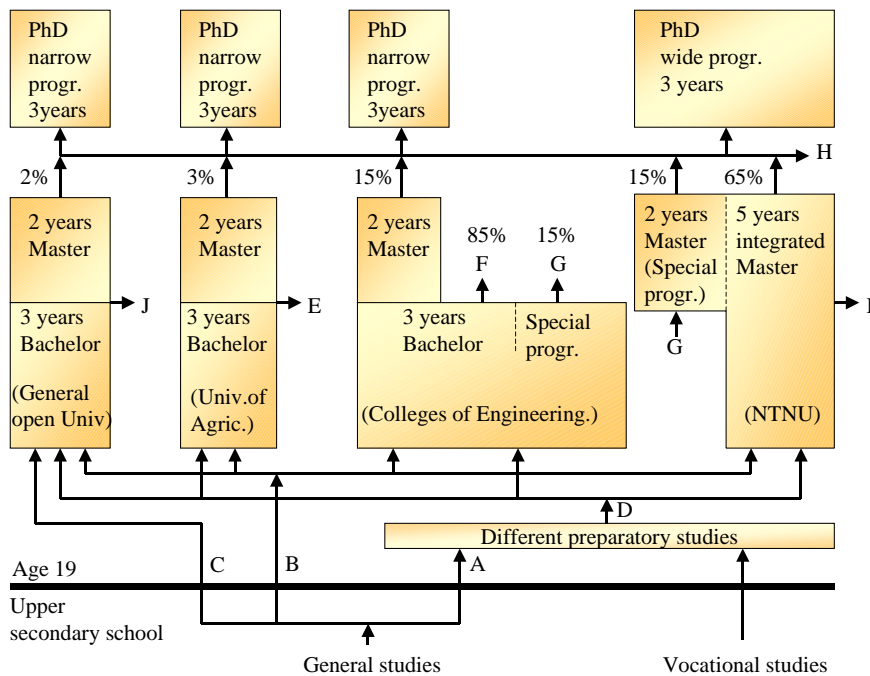 PhD
narrow
progr.
3years
PhD
narrow
progr.
3years
PhD
narrow
progr.
3years
PhD
wide progr.
3 years
H
2%
3%
15%
15%
65%
2 years
Master
2 years
Master
2 years
Master
85%
F
15%
G
2 years
Master
(Special
progr.)
5 years
integrated
Master
J
E
I
3 years
Bachelor
(General
open Univ)
3 years
Bachelor
(Univ.of
Agric.)
3 years
Bachelor
Special
progr.
(Colleges of Engineering.)
G
(NTNU)
D
Different preparatory studies
Age 19
C
B
A
Upper
secondary school
General studies
Vocational studies